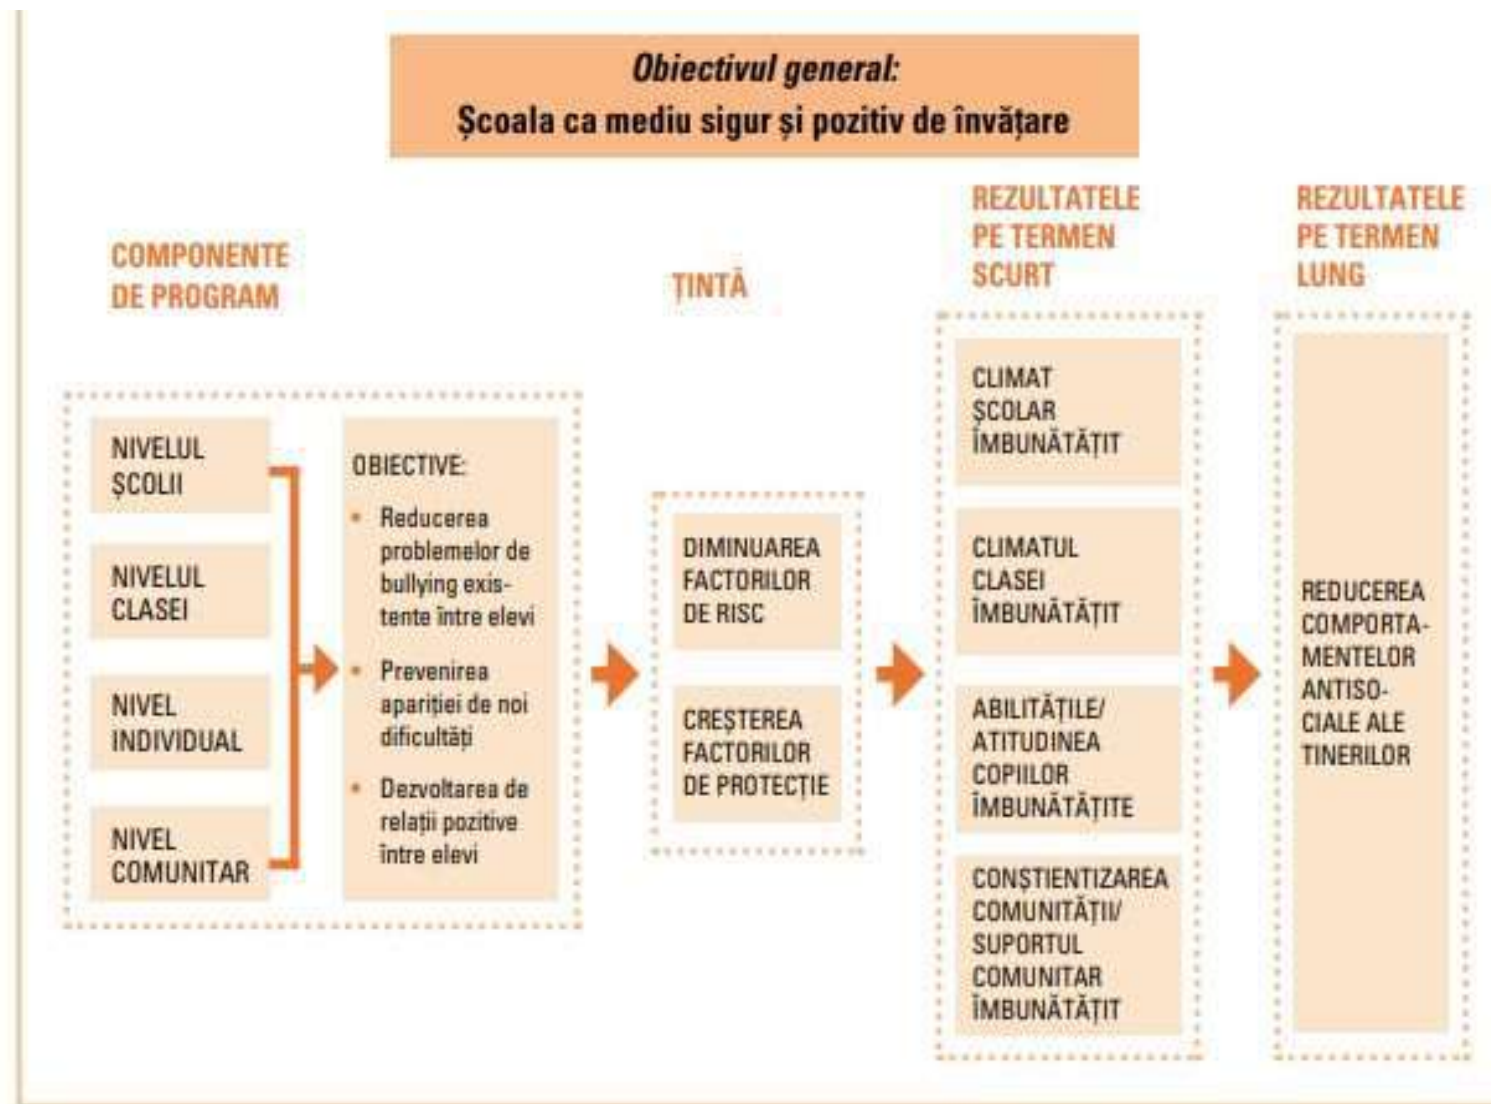 Obiectivul general:
Școala ca mediu sigur și pozitiv de învățare
COMPONENTE
DE PROGRAM
NIVELUL
ȘCOLII
NIVELUL
CLASEI
NIVEL
INDIVIDUAL
NIVEL
COMUNITAR
OBIECTIVE:
• Reducerea
problemelor de
bullying exis-
tente între elevi
• Prevenirea
apariției de noi
dificultăți
• Dezvoltarea de
relații pozitive
între elevi
ȚINTĂ
DIMINUAREA
FACTORILOR
DE RISC
CREȘTEREA
FACTORILOR
DE PROTECȚIE
REZULTATELE
PE TERMEN
SCURT
CLIMAT
ȘCOLAR
ÎMBUNĂTĂȚIT
CLIMATUL
CLASEI
ÎMBUNĂTĂȚIT
ABILITĂȚILE/
ATITUDINEA
COPIILOR
ÎMBUNĂTĂȚITE
CONȘTIENTIZAREA
COMUNITĂȚII/
SUPORTUL
COMUNITAR
ÎMBUNĂTĂȚIT
REZULTATELE
PE TERMEN
LUNG
REDUCEREA
COMPORTA-
MENTELOR
ANTISO-
CIALE ALE
TINERILOR